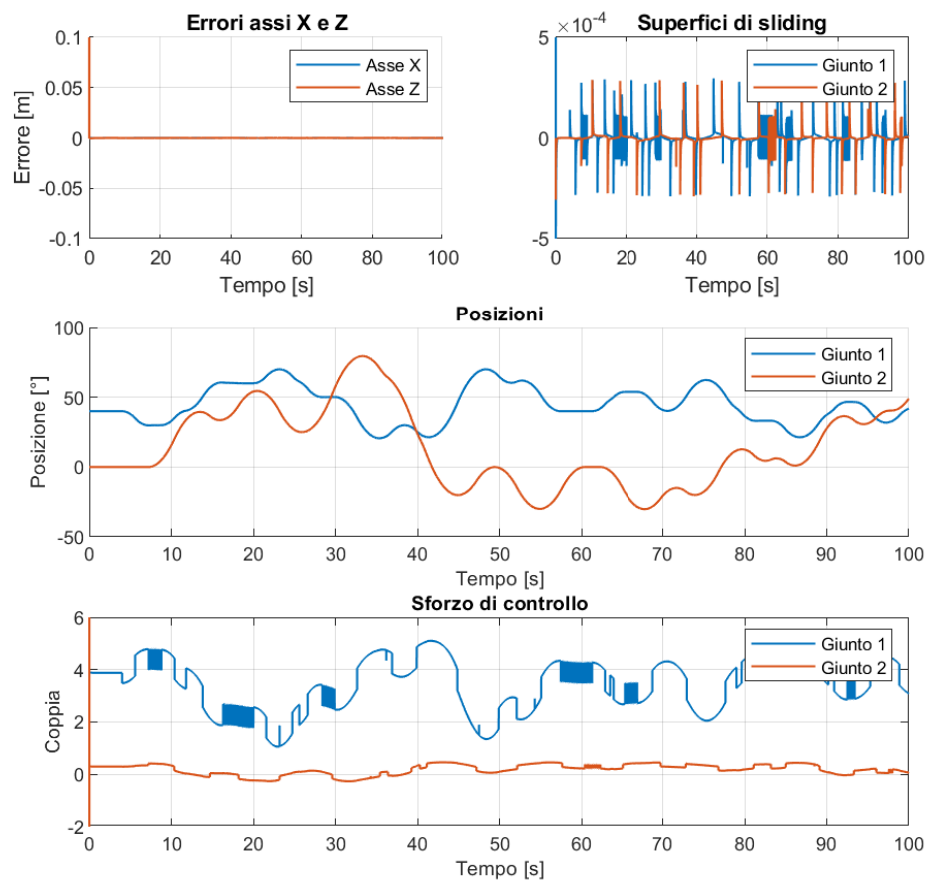 Errori assi X e Z
0.1
0.05
0
-0.05
-0.1
Errore [m]
Asse X
Asse Z
0 20 40 60 80 100
Tempo [s]
Superfici di sliding
×10⁻⁴
5
0
-5
Giunto 1
Giunto 2
0 20 40 60 80 100
Tempo [s]
Posizioni
100
50
0
-50
Posizione [°]
Giunto 1
Giunto 2
0 10 20 30 40 50 60 70 80 90 100
Tempo [s]
Sforzo di controllo
6
4
2
0
-2
Coppia
Giunto 1
Giunto 2
0 10 20 30 40 50 60 70 80 90 100
Tempo [s]